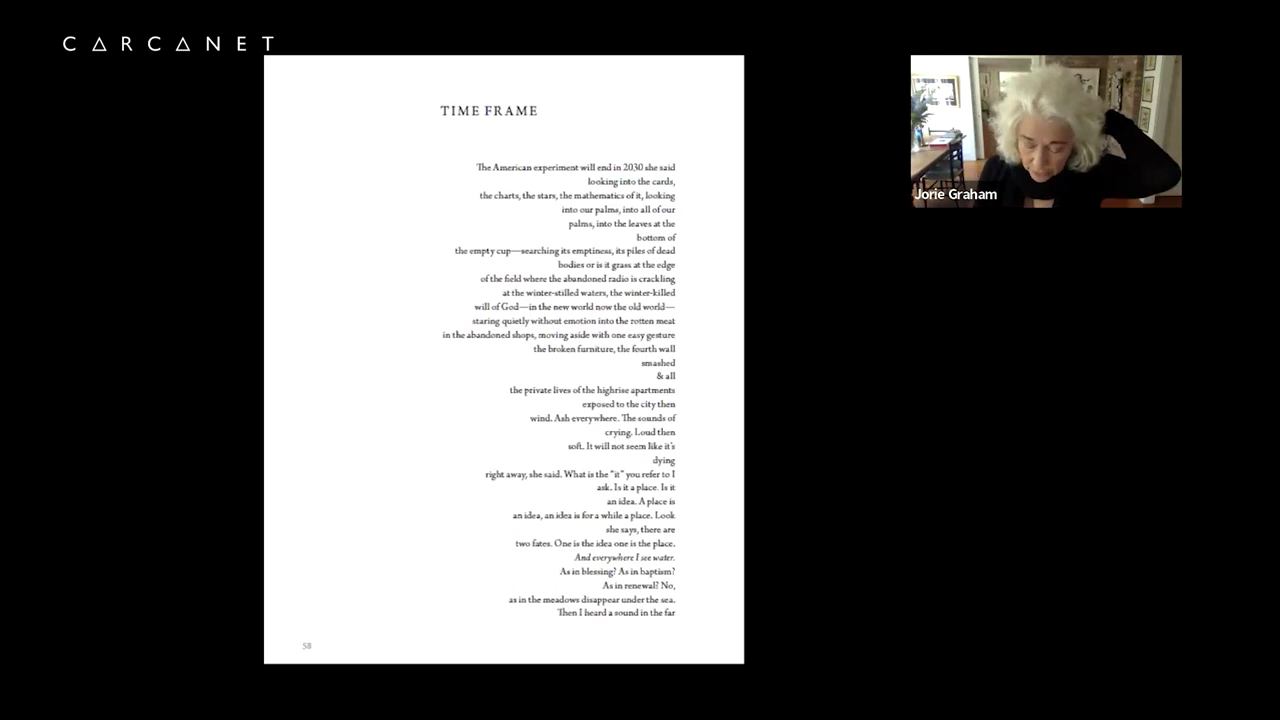 CARCANET
TIME FRAME
The American experiment will end in 2030 she said
looking into the cards,
the charts, the stars, the mathematics of it, looking
into our palms, into all of our
palms, into the leaves at the
bottom of
the empty cup—searching its emptiness, its piles of dead
bodies or is it grass at the edge
of the field where the abandoned radio is crackling
at the winter-stilled waters, the winter-killed
will of God—in the new world now the old world—
staring quietly without emotion into the rotten meat
in the abandoned shops, moving aside with one easy gesture
the broken furniture, the fourth wall
smashed
& all
the private lives of the highrise apartments
exposed to the city then
wind. Ash everywhere. The sounds of
crying. Loud then
soft. It will not seem like it's
dying
right away, she said. What is the "it" you refer to I
ask. Is it a place. Is it
an idea. A place is
an idea, an idea is for a while a place. Look
she says, there are
two fates. One is the idea one is the place.
And everywhere I see water.
As in blessing? As in baptism?
As in renewal? No,
as in the meadows disappear under the sea.
Then I heard a sound in the far
58
Jorie Graham